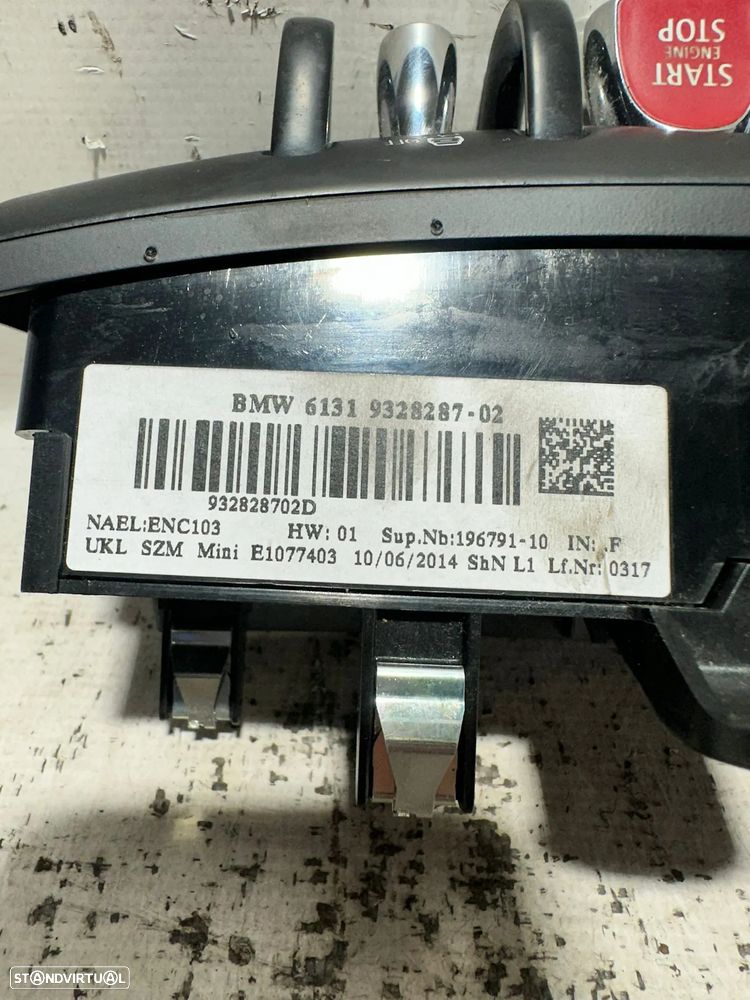 START
ENGINE
STOP
OFF
BMW 6131 9328287-02
932828702D
NAEL:ENC103 HW: 01 Sup.Nb:196791-10 IN: .F
UKL SZM Mini E1077403 10/06/2014 ShN L1 Lf.Nr: 0317
STANDVIRTUAL